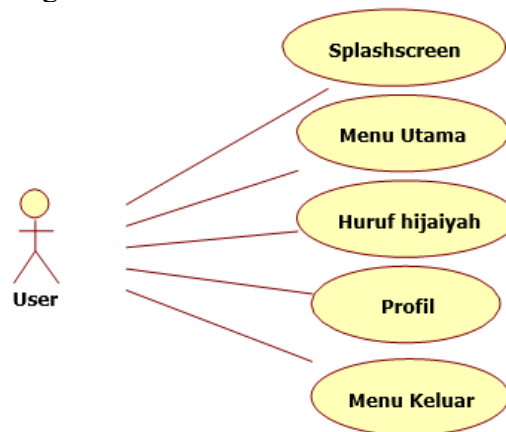 Splashscreen
Menu Utama
Huruf hijaiyah
User
Profil
Menu Keluar